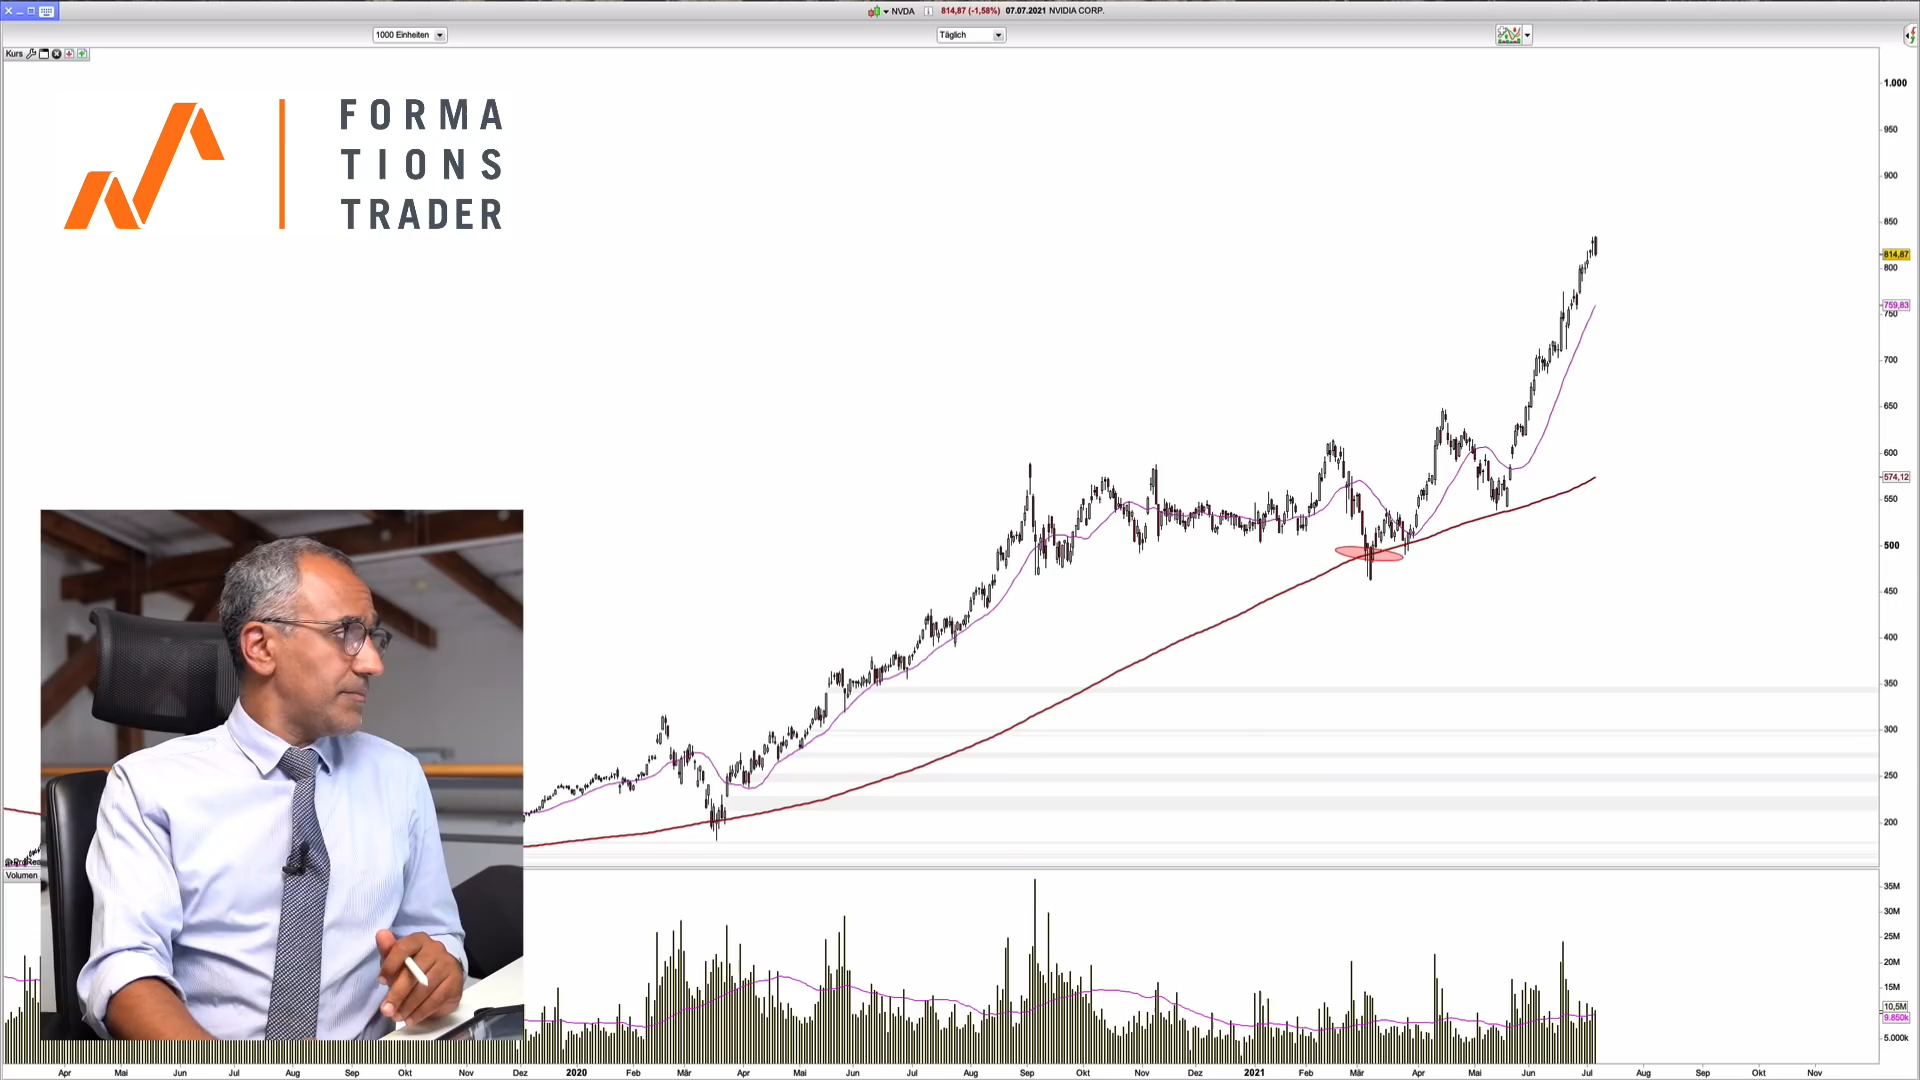 NVDA 814,87 (-1,58%) 07.07.2021 NVIDIA CORP.
1000 Einheiten
Täglich
Kurs
FORMA
TIONS
TRADER
1.000
950
900
850
814,87
800
759,83
750
700
650
600
574,12
550
500
450
400
350
300
250
200
Volumen
35M
30M
25M
20M
15M
10,5M
9.850k
5.000k
Apr Mai Jun Jul Aug Sep Okt Nov Dez 2020 Feb Mär Apr Mai Jun Jul Aug Sep Okt Nov Dez 2021 Feb Mär Apr Mai Jun Jul Aug Sep Okt Nov